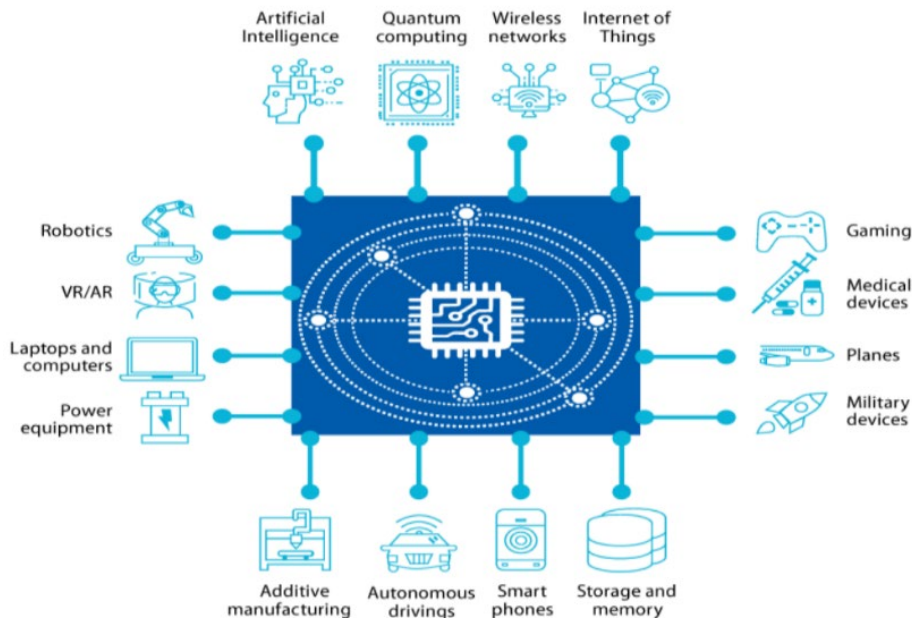 Artificial
Intelligence
Quantum
computing
Wireless
networks
Internet of
Things
Robotics
VR/AR
Laptops and
computers
Power
equipment
Gaming
Medical
devices
Planes
Military
devices
Additive
manufacturing
Autonomous
drivings
Smart
phones
Storage and
memory